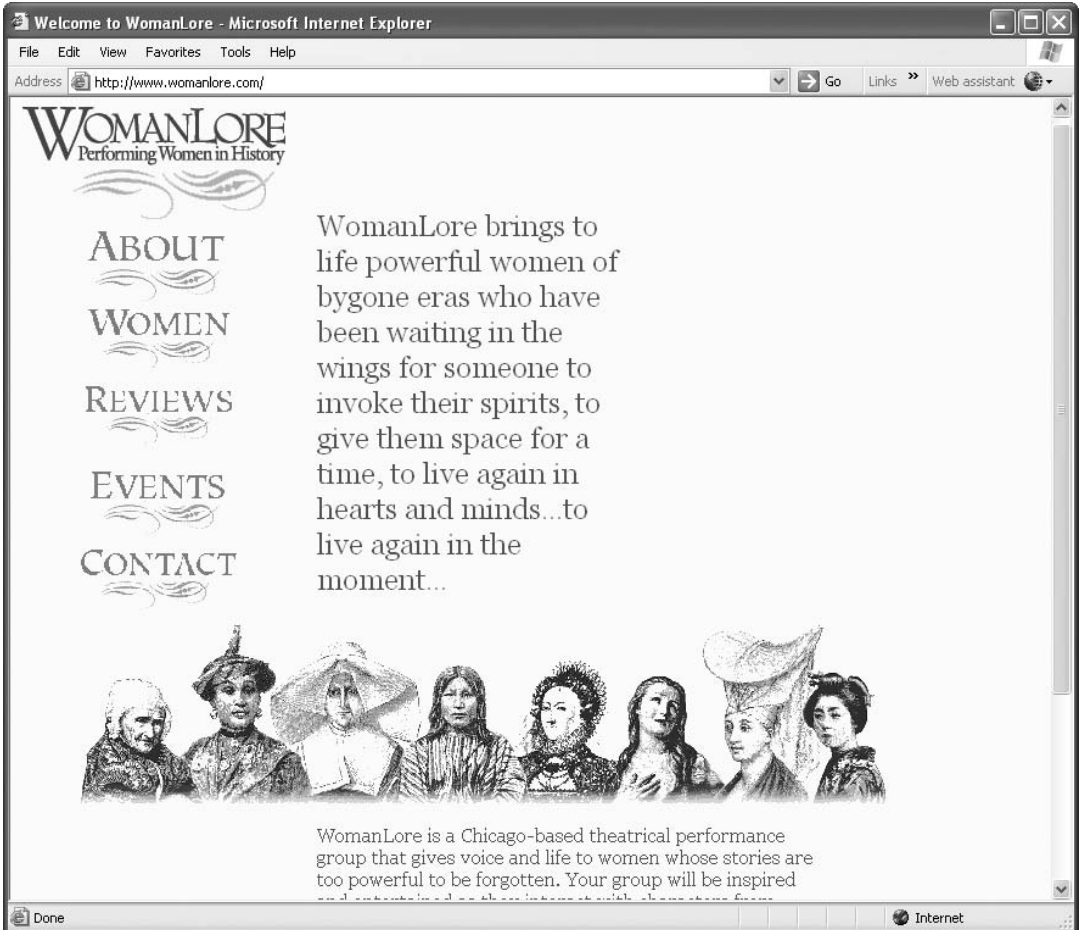 Welcome to WomanLore - Microsoft Internet Explorer
File Edit View Favorites Tools Help
Address http://www.womanlore.com/ Go Links » Web assistant
WOMANLORE
Performing Women in History
ABOUT
WOMEN
REVIEWS
EVENTS
CONTACT
WomanLore brings to
life powerful women of
bygone eras who have
been waiting in the
wings for someone to
invoke their spirits, to
give them space for a
time, to live again in
hearts and minds...to
live again in the
moment...
WomanLore is a Chicago-based theatrical performance
group that gives voice and life to women whose stories are
too powerful to be forgotten. Your group will be inspired
Done Internet